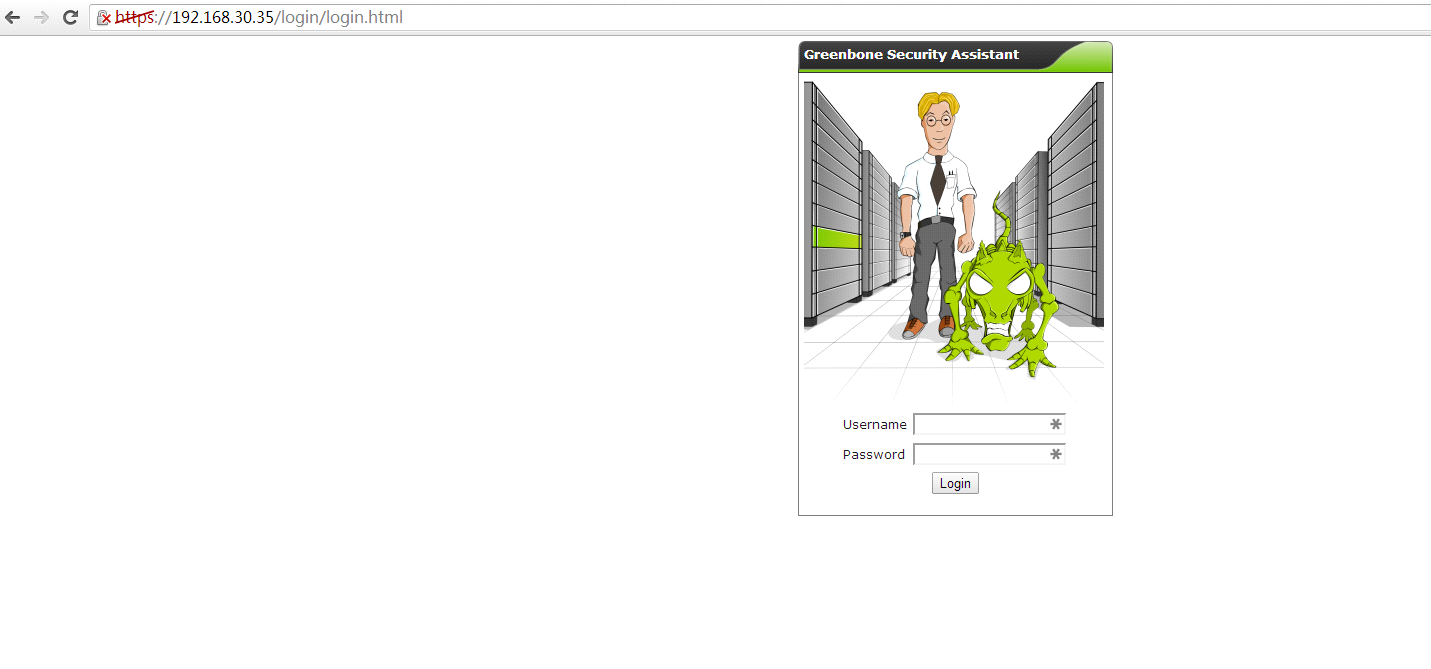 https://192.168.30.35/login/login.html
Greenbone Security Assistant
Username
Password
Login